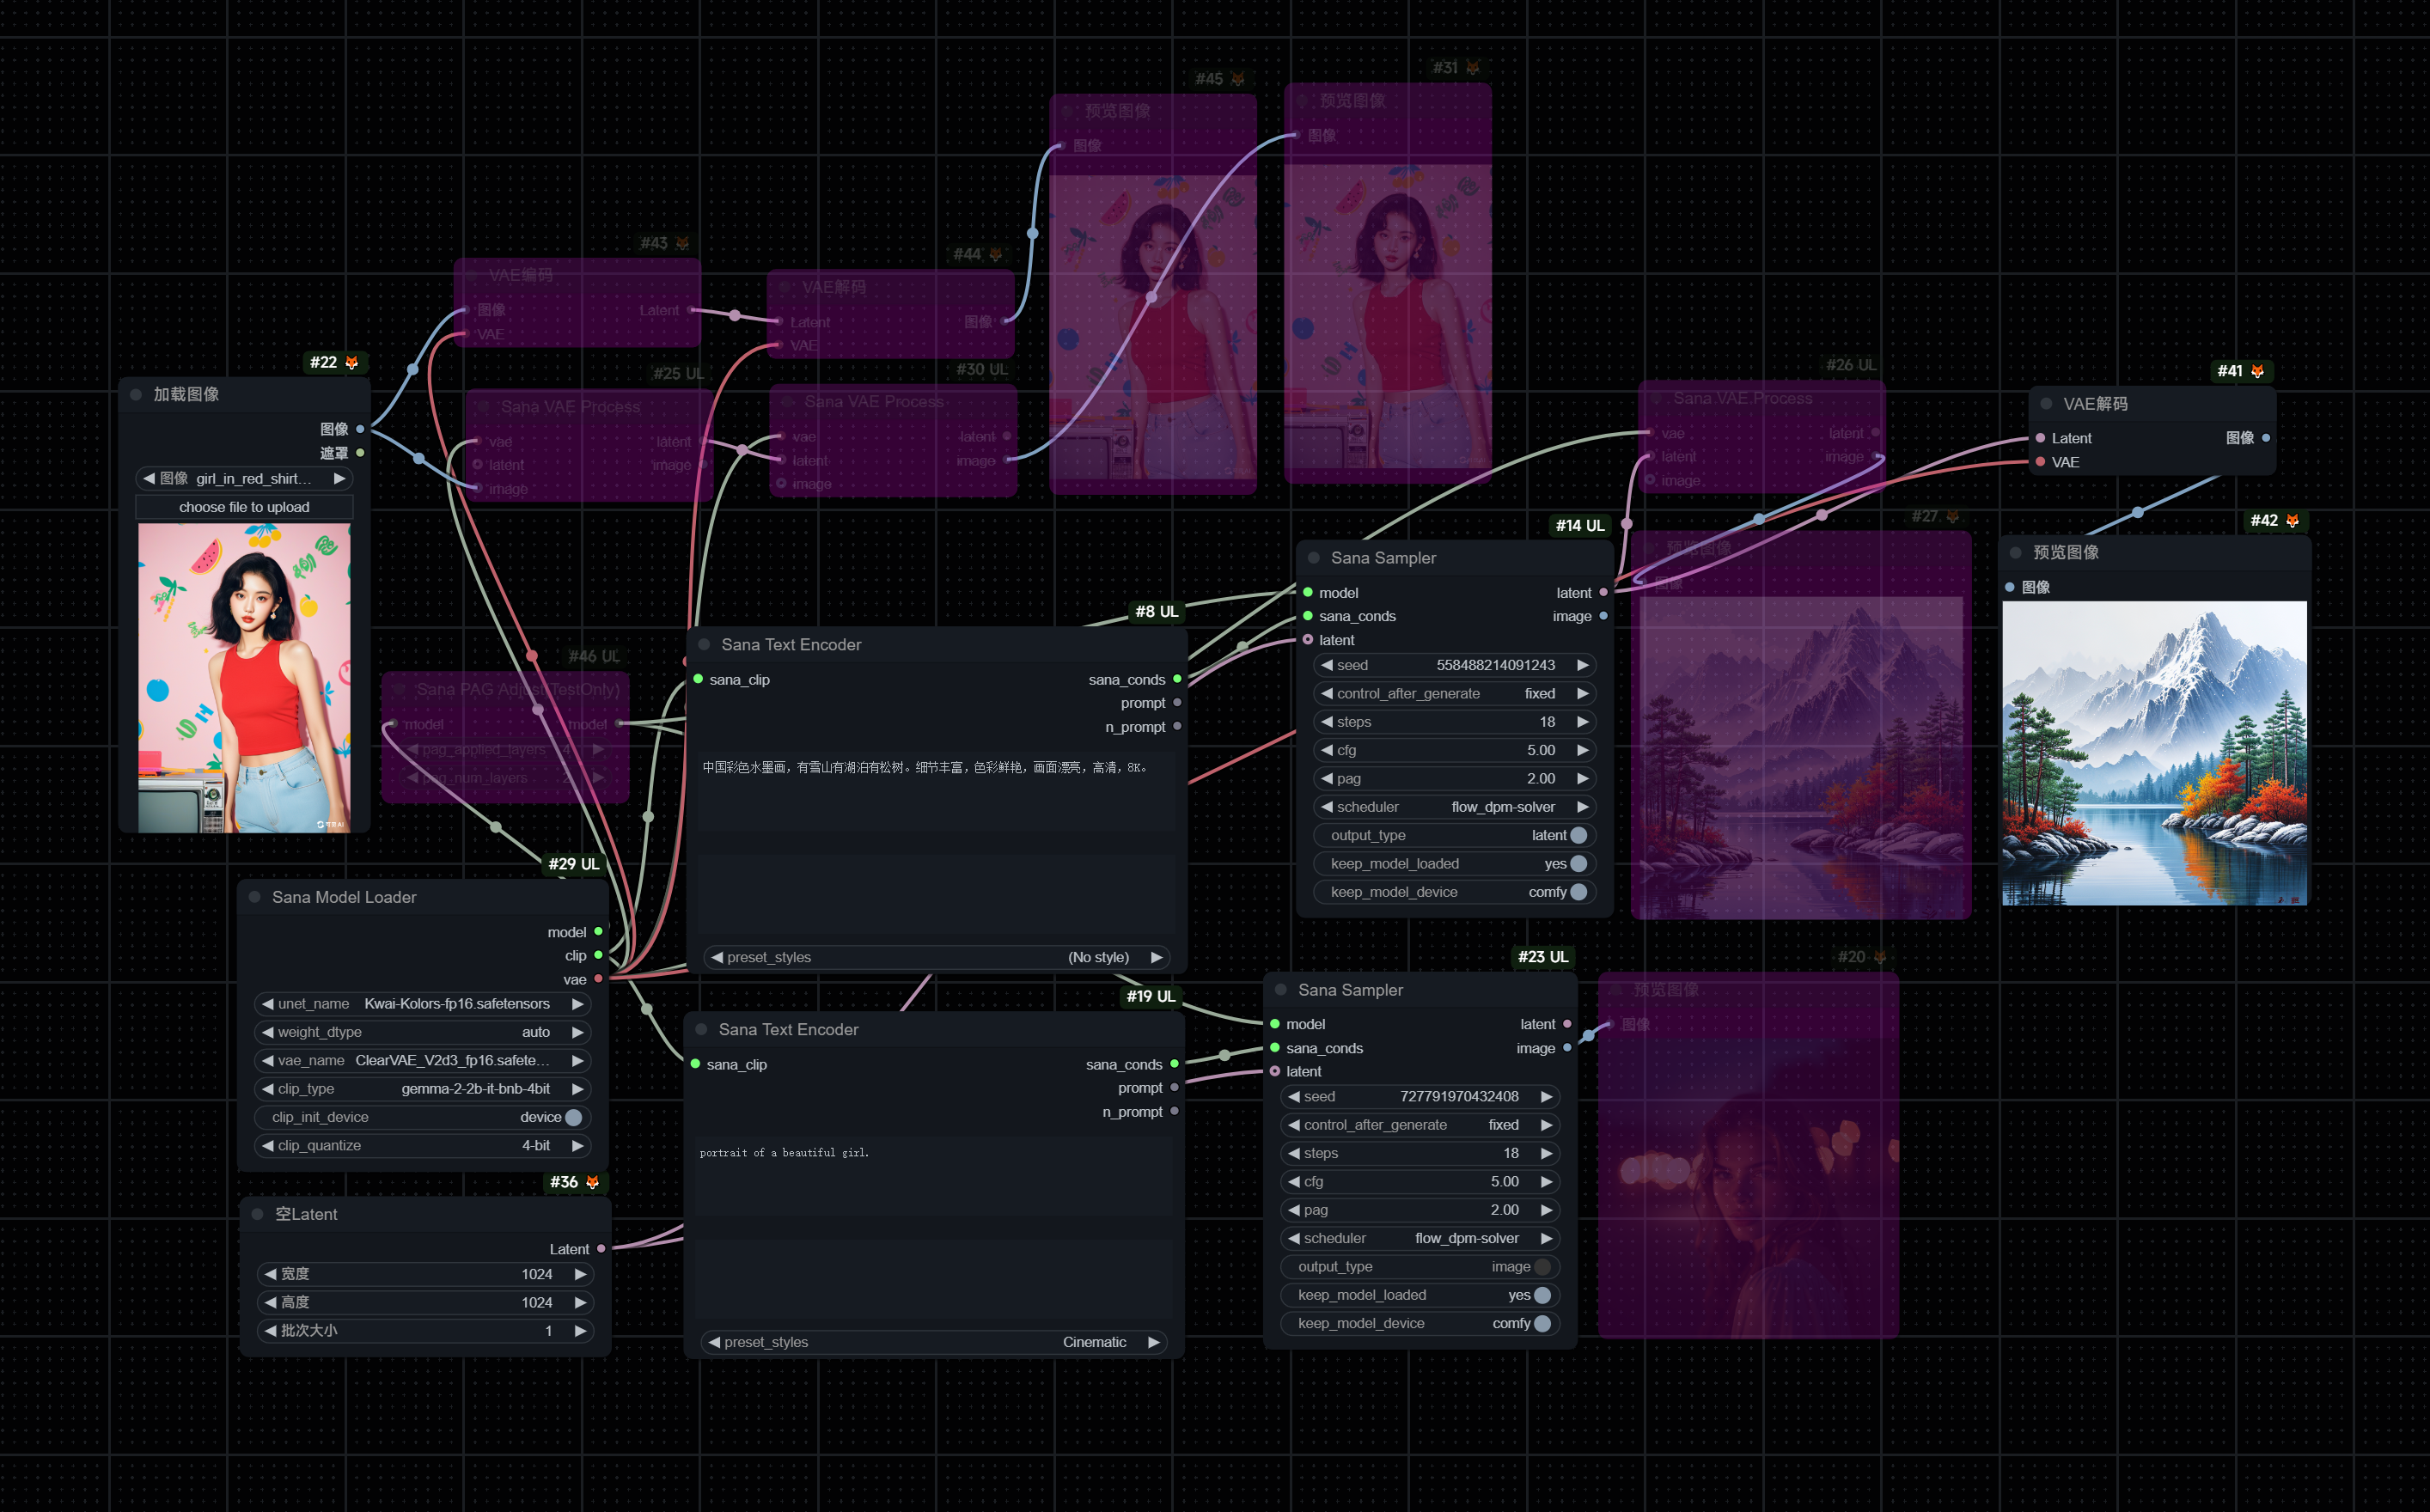 #45
预览图像
图像
#31
预览图像
图像
#43
VAE编码
图像
Latent
VAE
#44
VAE解码
Latent
图像
VAE
#22
加载图像
图像
遮罩
图像 girl_in_red_shirt...
choose file to upload
#25 UL
Sana VAE Process
vae
latent
latent
image
image
#30 UL
Sana VAE Process
vae
latent
latent
image
image
#46 UL
Sana PAG Adjust(TestOnly)
model
model
pag_applied_layers
pag_num_layers
#29 UL
Sana Model Loader
model
clip
vae
unet_name Kwai-Kolors-fp16.safetensors
weight_dtype auto
vae_name ClearVAE_V2d3_fp16.safete...
clip_type gemma-2-2b-it-bnb-4bit
clip_init_device device
clip_quantize 4-bit
#36
空Latent
Latent
宽度 1024
高度 1024
批次大小 1
#8 UL
Sana Text Encoder
sana_clip
sana_conds
prompt
n_prompt
中国彩色水墨画，有雪山有湖泊有松树。细节丰富，色彩鲜艳，画面漂亮，高清，8K。
preset_styles (No style)
#19 UL
Sana Text Encoder
sana_clip
sana_conds
prompt
n_prompt
portrait of a beautiful girl.
preset_styles Cinematic
#14 UL
Sana Sampler
model
latent
sana_conds
image
latent
seed 558488214091243
control_after_generate fixed
steps 18
cfg 5.00
pag 2.00
scheduler flow_dpm-solver
output_type latent
keep_model_loaded yes
keep_model_device comfy
#23 UL
Sana Sampler
model
latent
sana_conds
image
latent
seed 727791970432408
control_after_generate fixed
steps 18
cfg 5.00
pag 2.00
scheduler flow_dpm-solver
output_type image
keep_model_loaded yes
keep_model_device comfy
#26 UL
Sana VAE Process
vae
latent
latent
image
image
#27
预览图像
图像
#20
预览图像
图像
#41
VAE解码
Latent
图像
VAE
#42
预览图像
图像